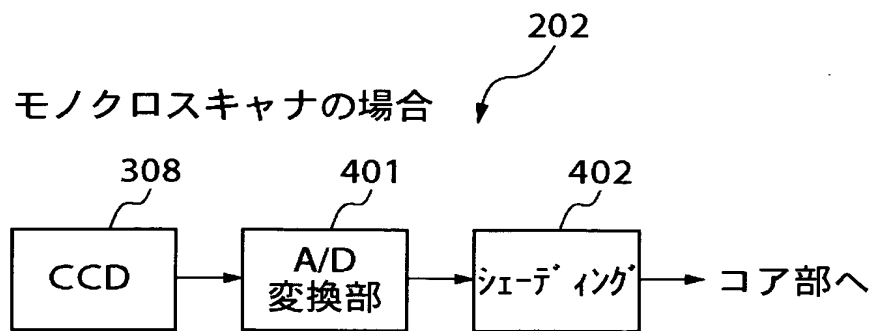 202
モノクロスキャナの場合
308
401
402
CCD
A/D
変換部
ｼｪｰﾃﾞｨﾝｸﾞ
コア部へ